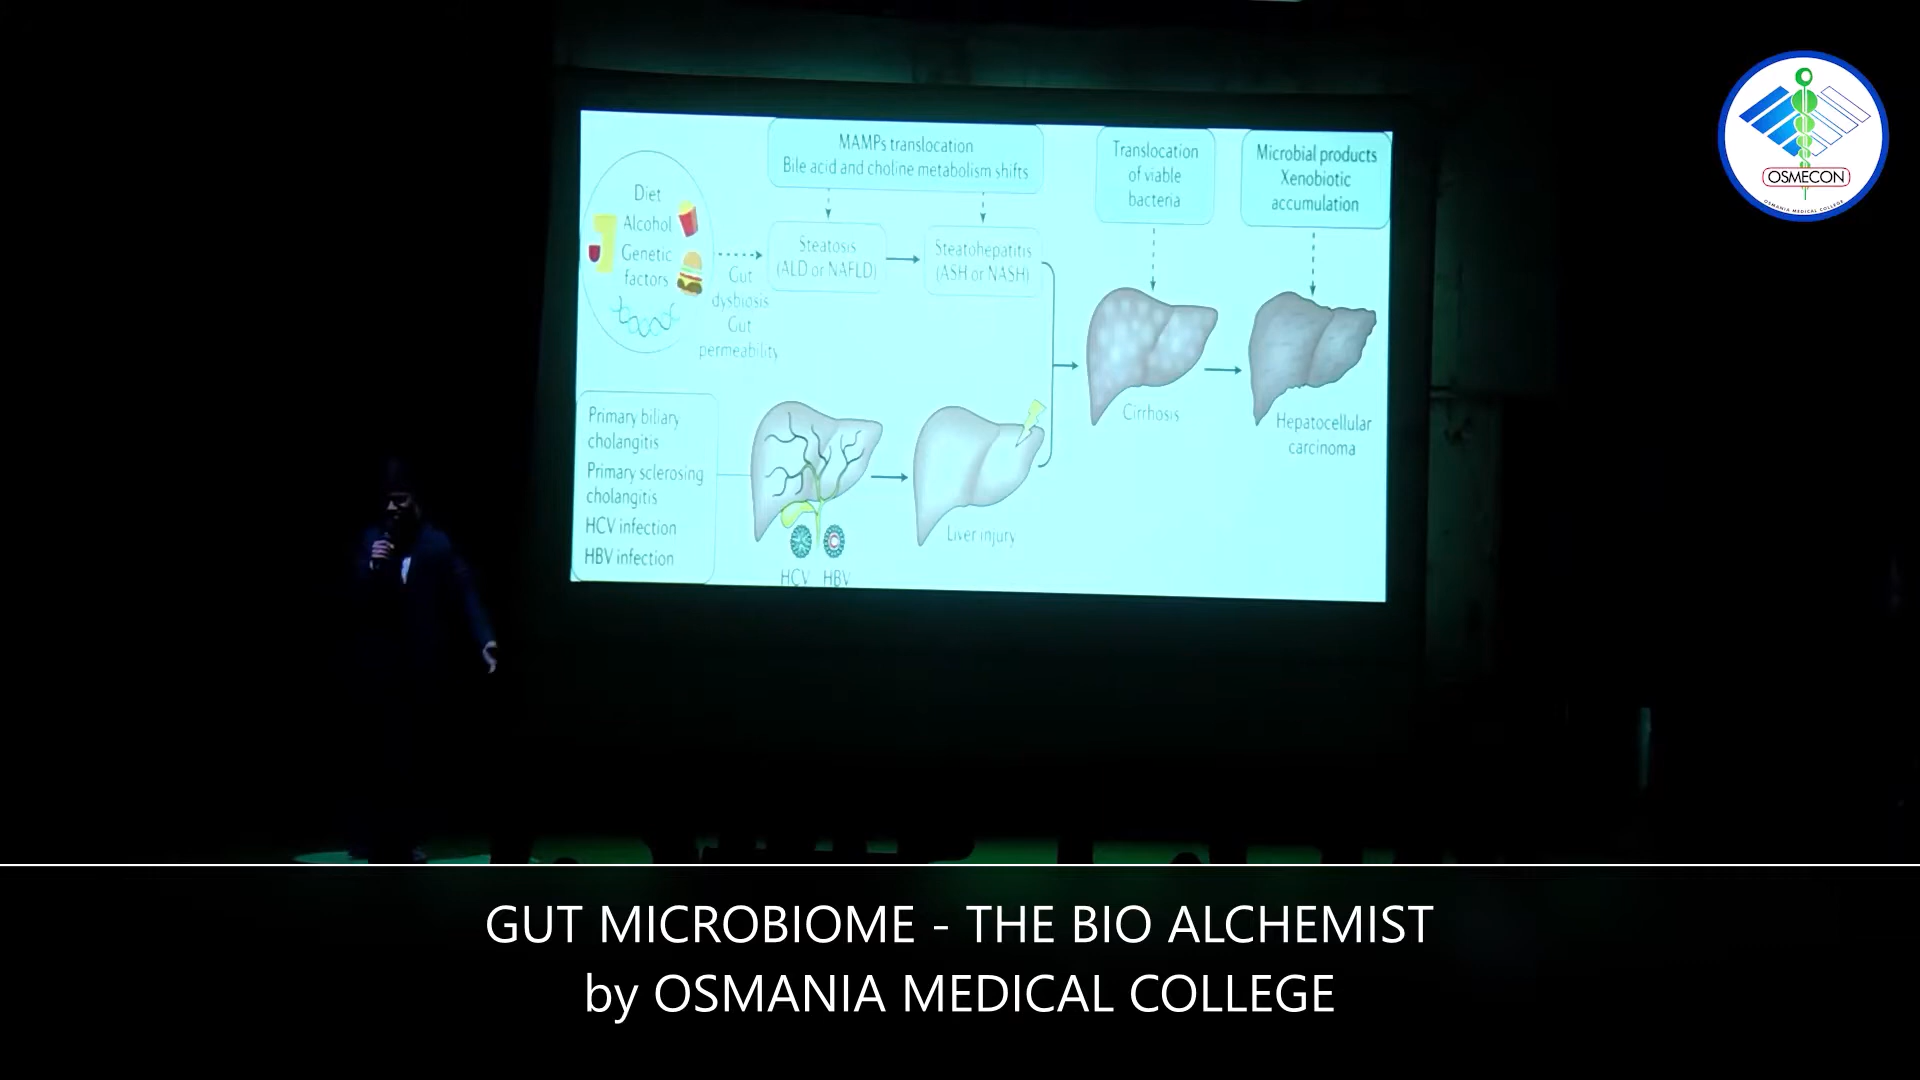 MAMPs translocation
Bile acid and choline metabolism shifts
Translocation
of viable
bacteria
Microbial products
Xenobiotic
accumulation
Diet
Alcohol
Genetic
factors
Gut
dysbiosis
Gut
permeability
Steatosis
(ALD or NAFLD)
Steatohepatitis
(ASH or NASH)
Cirrhosis
Hepatocellular
carcinoma
Primary biliary
cholangitis
Primary sclerosing
cholangitis
HCV infection
HBV infection
HCV HBV
Liver injury
OSMECON
OSMANIA MEDICAL COLLEGE
GUT MICROBIOME - THE BIO ALCHEMIST
by OSMANIA MEDICAL COLLEGE